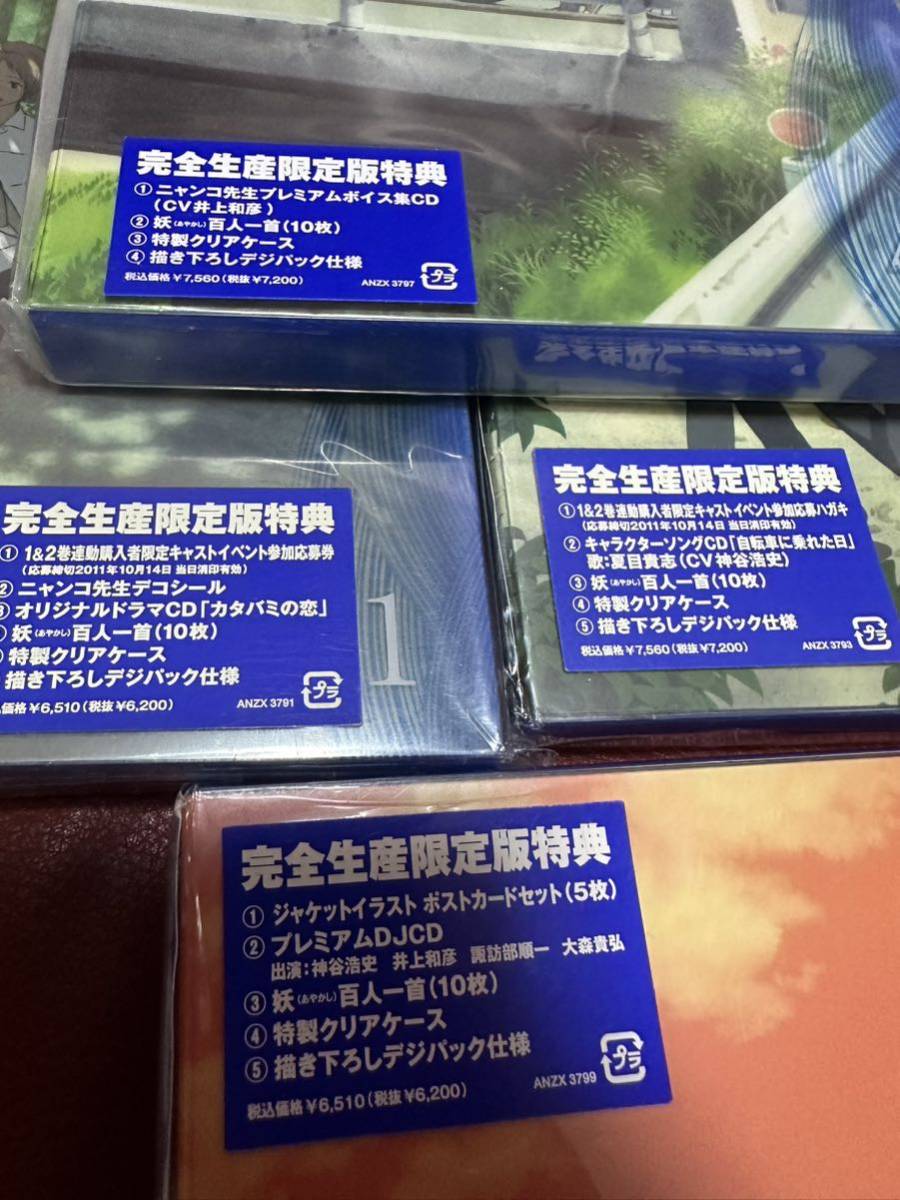 完全生産限定版特典
① ニャンコ先生プレミアムボイス集CD
(CV井上和彦)
② 妖(あやかし)百人一首(10枚)
③ 特製クリアケース
④ 描き下ろしデジパック仕様
税込価格￥7,560(税抜￥7,200)
ANZX 3797
プラ
完全生産限定版特典
① 1&2巻連動購入者限定キャストイベント参加応募券
(応募締切2011年10月14日 当日消印有効)
② ニャンコ先生デコシール
オリジナルドラマCD「カタバミの恋」
妖(あやかし)百人一首(10枚)
特製クリアケース
描き下ろしデジパック仕様
価格￥6,510(税抜￥6,200)
ANZX 3791
プラ
1
完全生産限定版特典
① 1&2巻連動購入者限定キャストイベント参加応募ハガキ
(応募締切2011年10月14日 当日消印有効)
② キャラクターソングCD「自転車に乗れた日」
歌:夏目貴志(CV神谷浩史)
③ 妖(あやかし)百人一首(10枚)
④ 特製クリアケース
⑤ 描き下ろしデジパック仕様
税込価格￥7,560(税抜￥7,200)
ANZX 3793
プラ
完全生産限定版特典
① ジャケットイラスト ポストカードセット(5枚)
② プレミアムDJCD
出演:神谷浩史 井上和彦 諏訪部順一 大森貴弘
③ 妖(あやかし)百人一首(10枚)
④ 特製クリアケース
⑤ 描き下ろしデジパック仕様
税込価格￥6,510(税抜￥6,200)
ANZX 3799
プラ